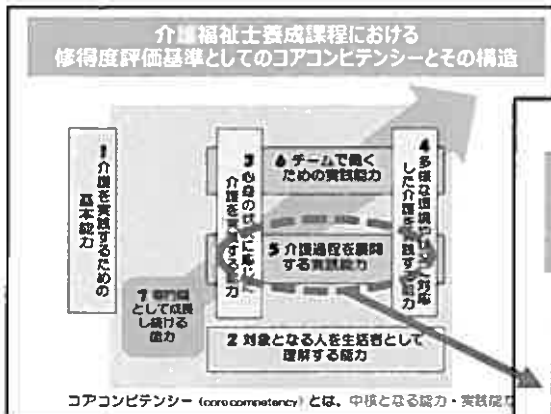 介護福祉士養成課程における
修得度評価基準としてのコアコンピテンシーとその構造
1 介護を実践するための
基本能力
3 心身の状況に応じ
介護を実践する能力
6 チームで働く
ための実践能力
4 多様な環境や
対応
した介護を実践する能力
5 介護過程を展開
する実践能力
7 専門職
として成長
し続ける
能力
2 対象となる人を生活者として
理解する能力
コアコンピテンシー (core competency) とは、中核となる能力・実践能力